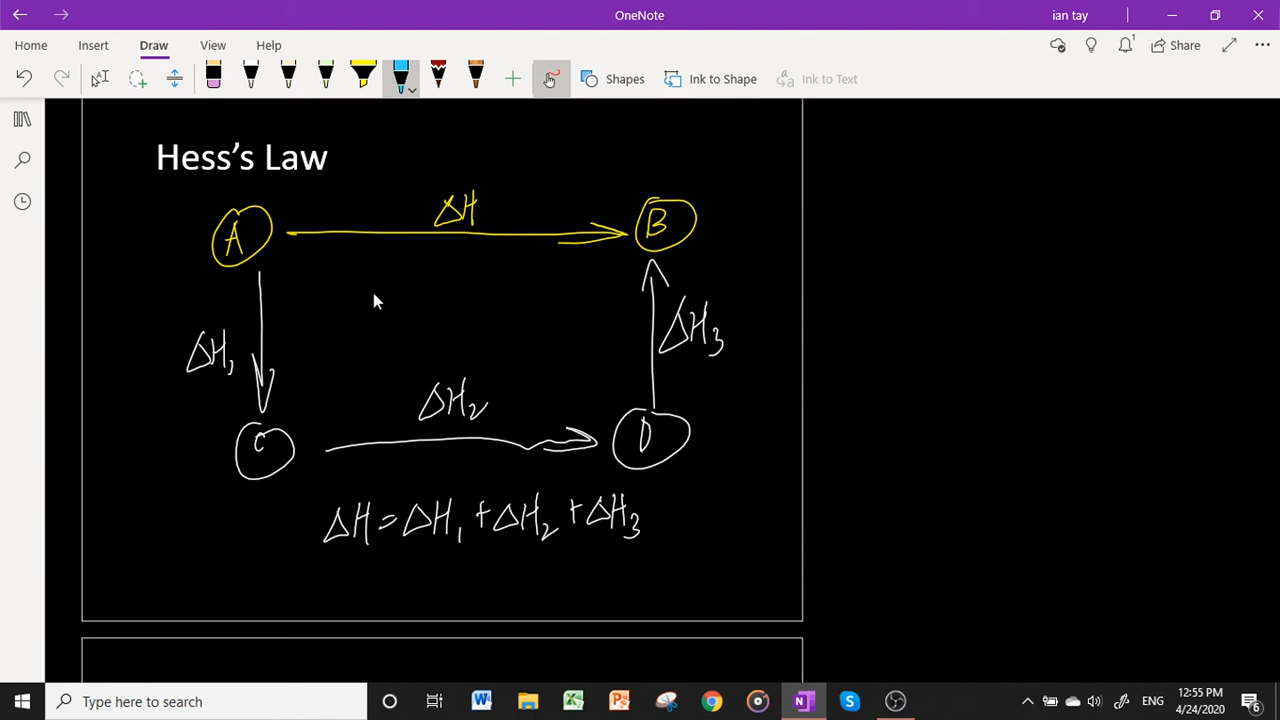 OneNote
ian tay
Home Insert Draw View Help
Share
Shapes
Ink to Shape
Ink to Text
Hess's Law
ΔH
A
B
ΔH₁
ΔH₃
ΔH₂
C
D
ΔH=ΔH₁+ΔH₂+ΔH₃
Type here to search
ENG
12:55 PM
4/24/2020
6